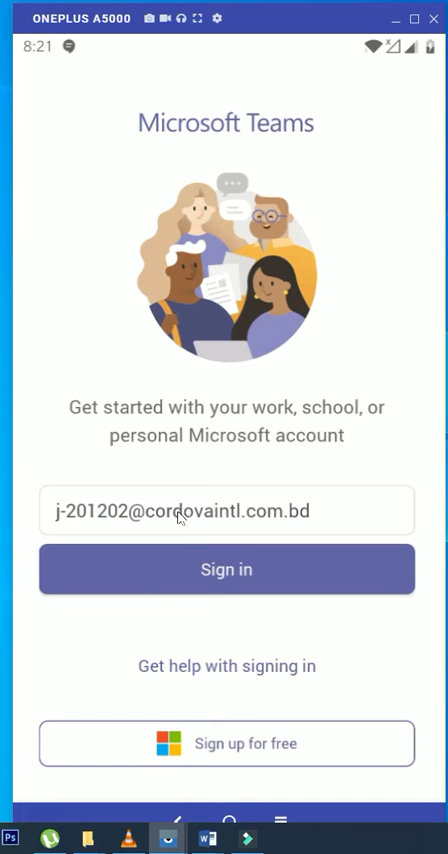 ONEPLUS A5000
8:21
Microsoft Teams
Get started with your work, school, or
personal Microsoft account
j-201202@cordovaintl.com.bd
Sign in
Get help with signing in
Sign up for free
Ps
W